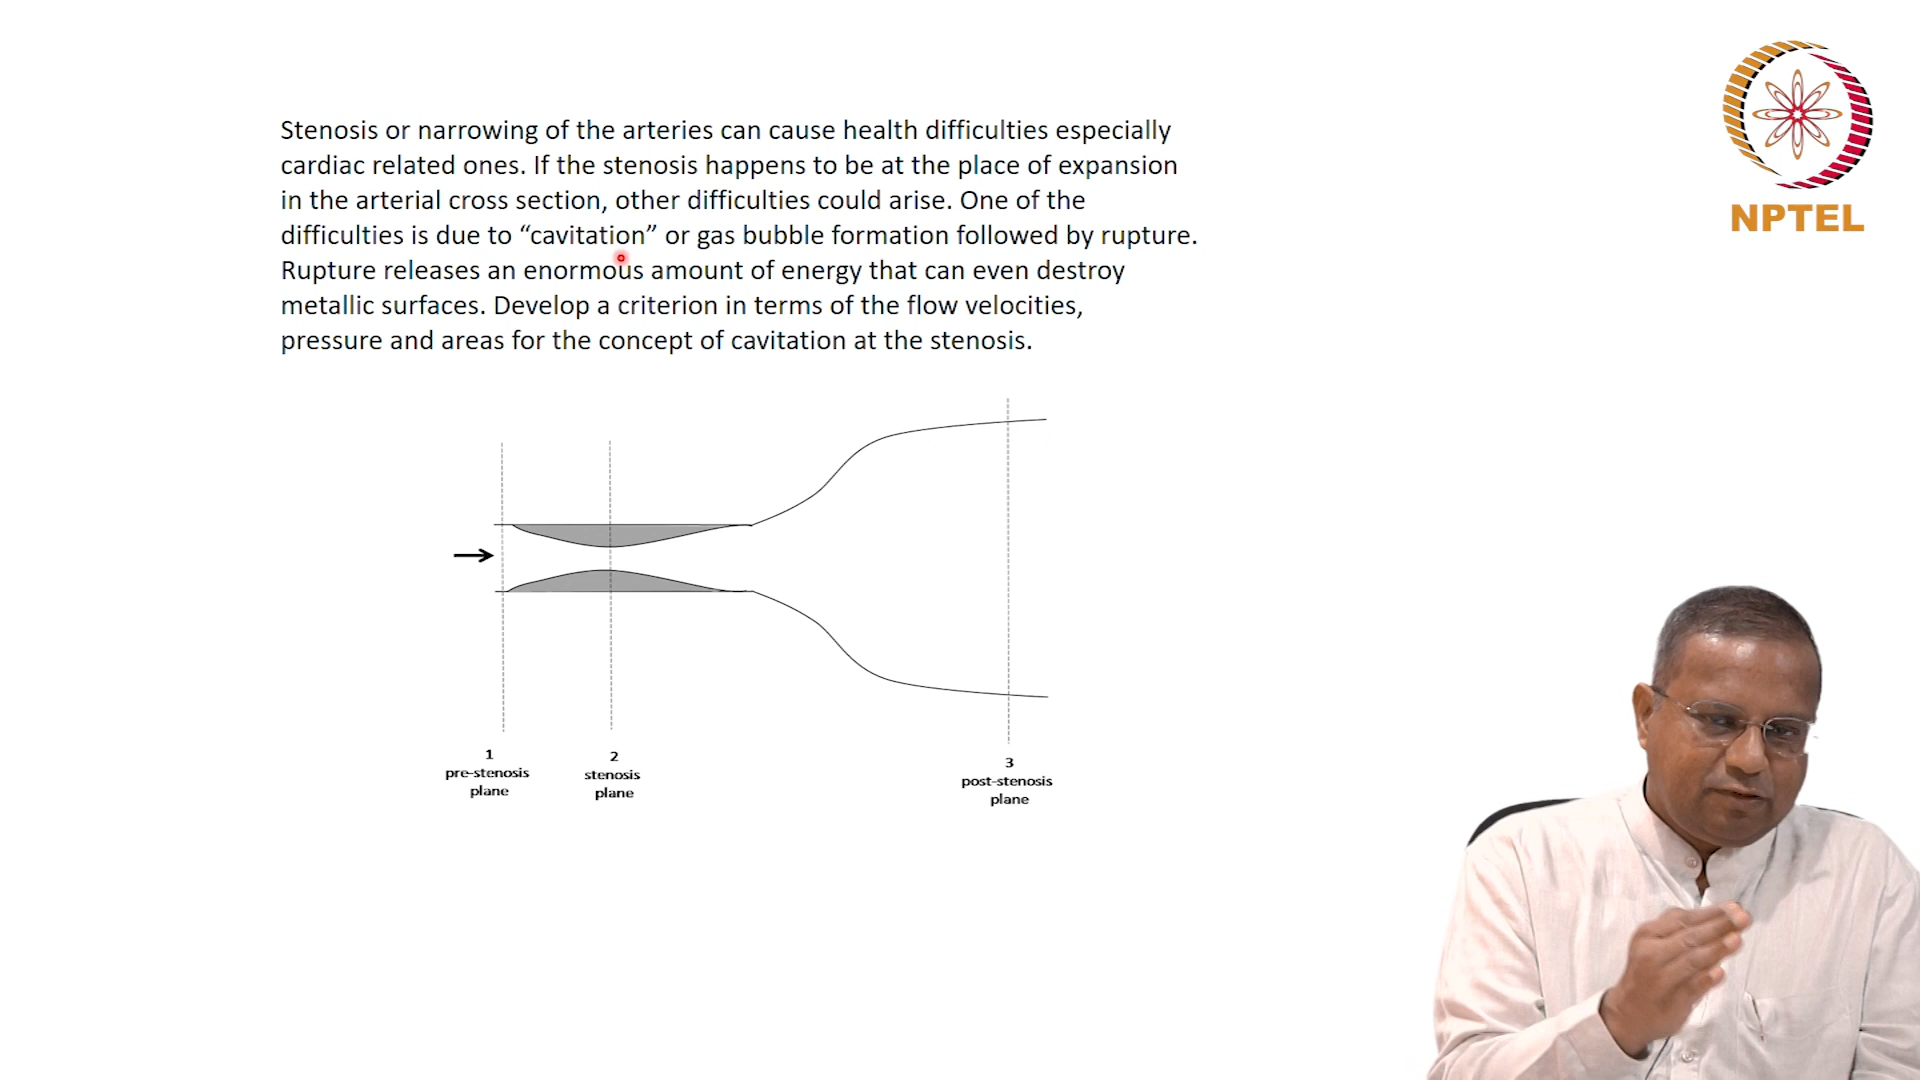 Stenosis or narrowing of the arteries can cause health difficulties especially
cardiac related ones. If the stenosis happens to be at the place of expansion
in the arterial cross section, other difficulties could arise. One of the
difficulties is due to “cavitation” or gas bubble formation followed by rupture.
Rupture releases an enormous amount of energy that can even destroy
metallic surfaces. Develop a criterion in terms of the flow velocities,
pressure and areas for the concept of cavitation at the stenosis.
NPTEL
1
pre-stenosis
plane
2
stenosis
plane
3
post-stenosis
plane